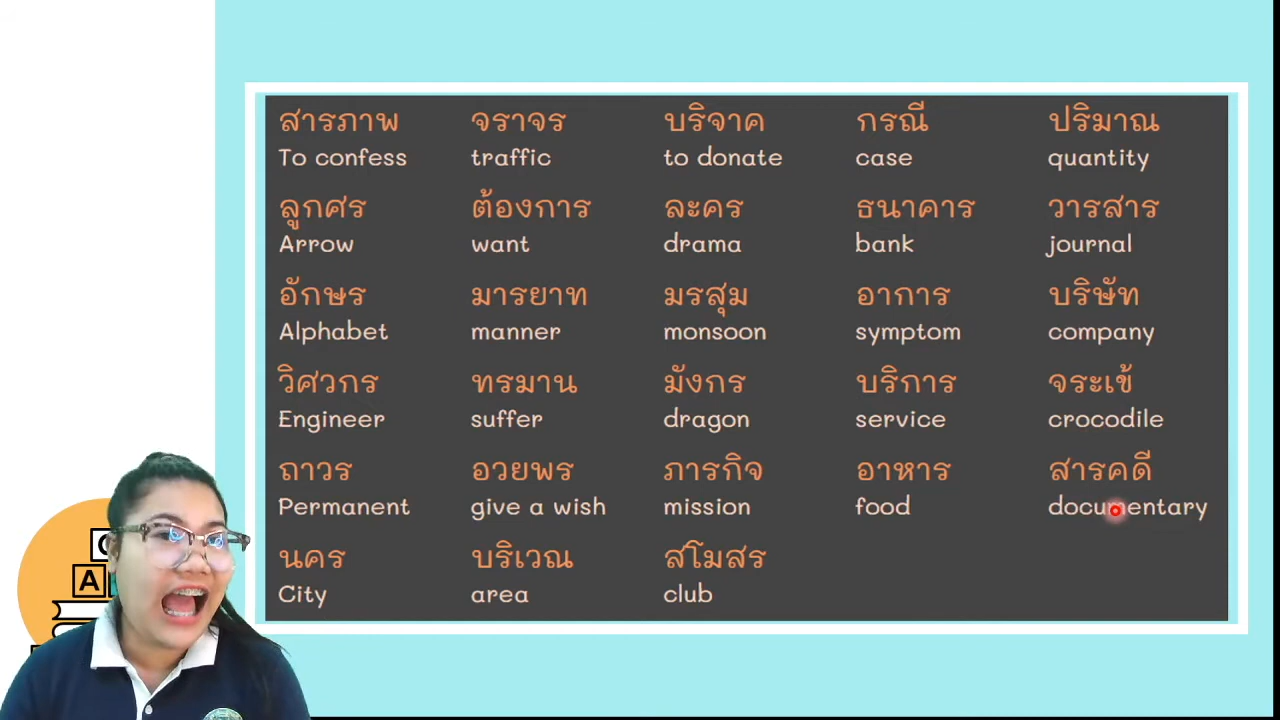 สารภาพ จราจร บริจาค กรณี ปริมาณ
To confess traffic to donate case quantity
ลูกศร ต้องการ ละคร ธนาคาร วารสาร
Arrow want drama bank journal
อักษร มารยาท มรสุม อาการ บริษัท
Alphabet manner monsoon symptom company
วิศวกร ทรมาน มังกร บริการ จระเข้
Engineer suffer dragon service crocodile
ถาวร อวยพร ภารกิจ อาหาร สารคดี
Permanent give a wish mission food documentary
นคร บริเวณ สโมสร
City area club
A